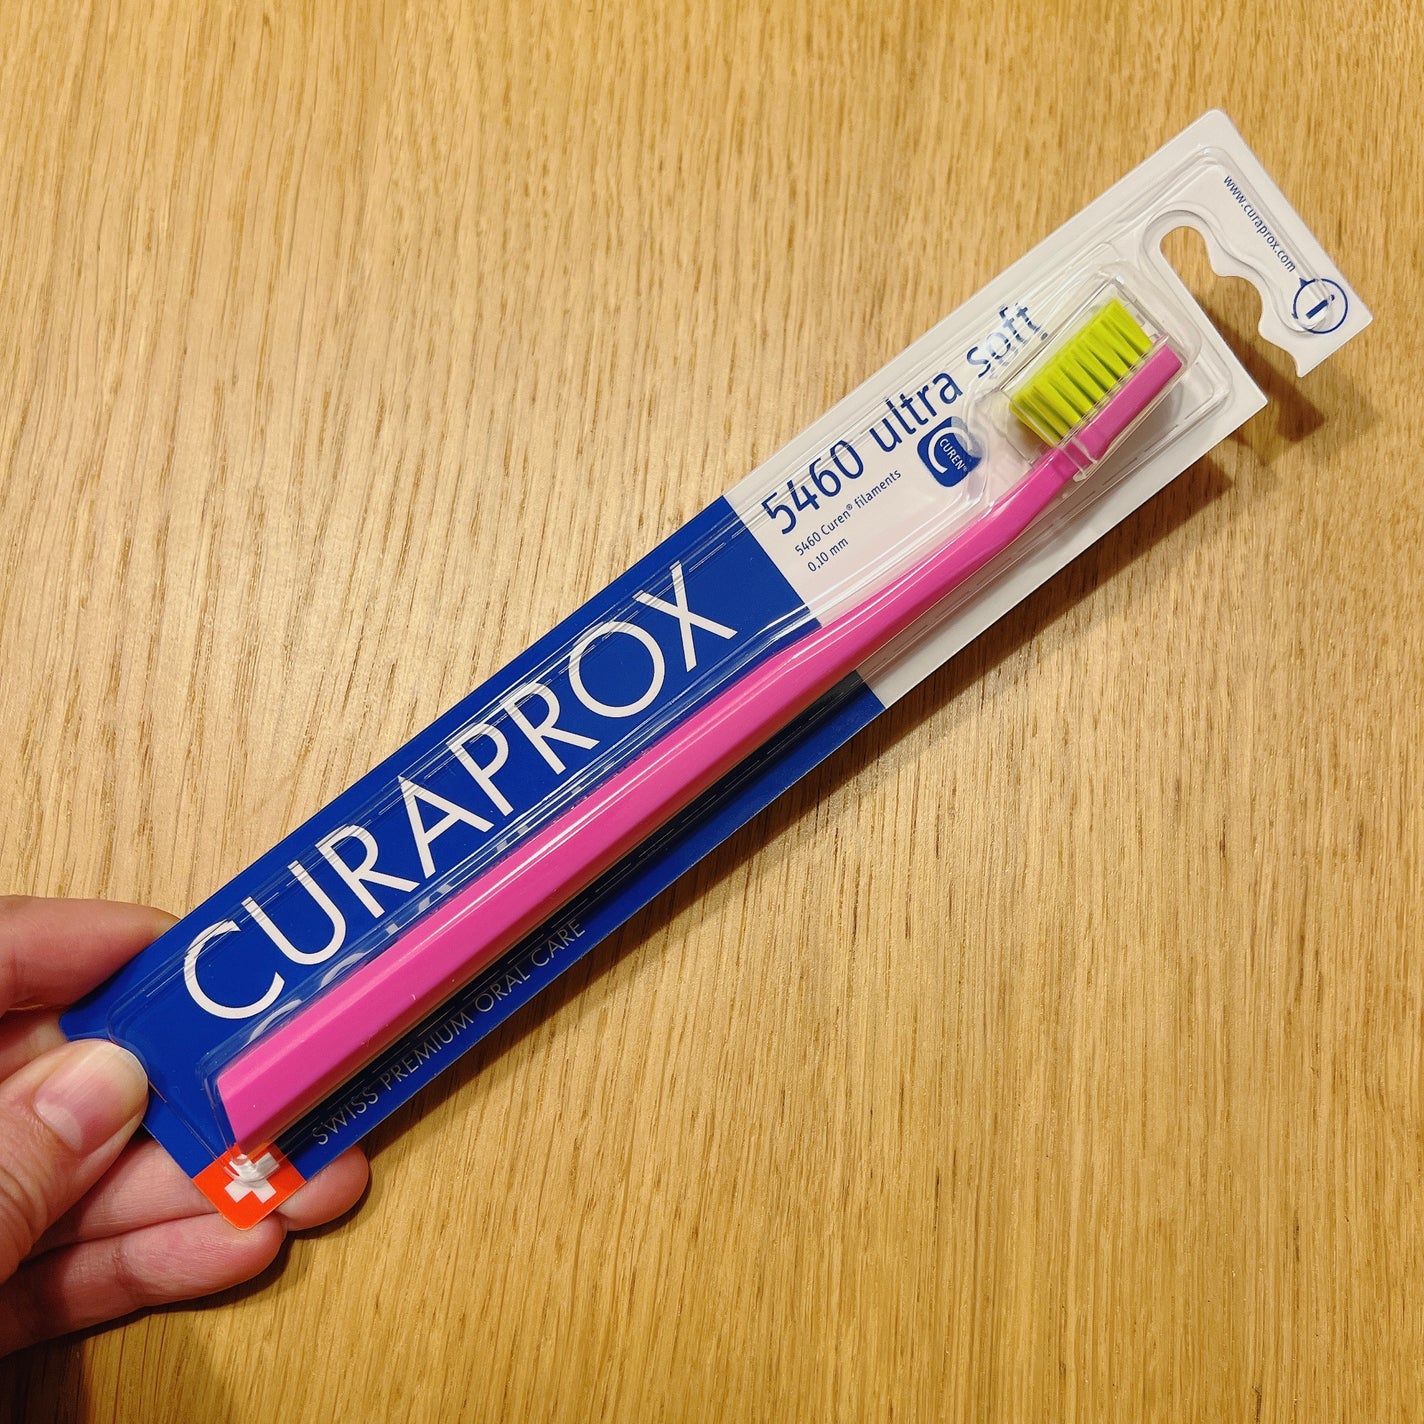 www.curaprox.com
5460 ultra soft
5460 Curen® filaments
0,10 mm
CUREN®
CURAPROX
SWISS PREMIUM ORAL CARE